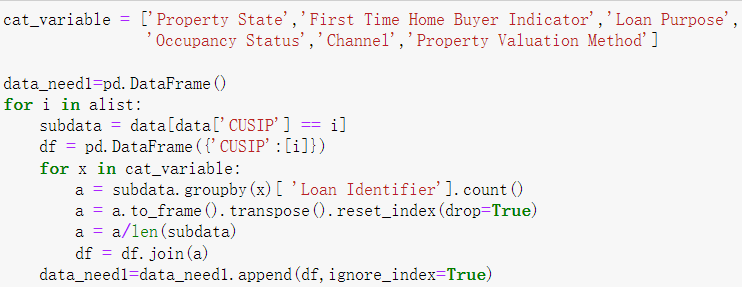 cat_variable = ['Property State','First Time Home Buyer Indicator','Loan Purpose',
                'Occupancy Status','Channel','Property Valuation Method']

data_need1=pd.DataFrame()
for i in alist:
    subdata = data[data['CUSIP'] == i]
    df = pd.DataFrame({'CUSIP':[i]})
    for x in cat_variable:
        a = subdata.groupby(x)[ 'Loan Identifier'].count()
        a = a.to_frame().transpose().reset_index(drop=True)
        a = a/len(subdata)
        df = df.join(a)
    data_need1=data_need1.append(df,ignore_index=True)